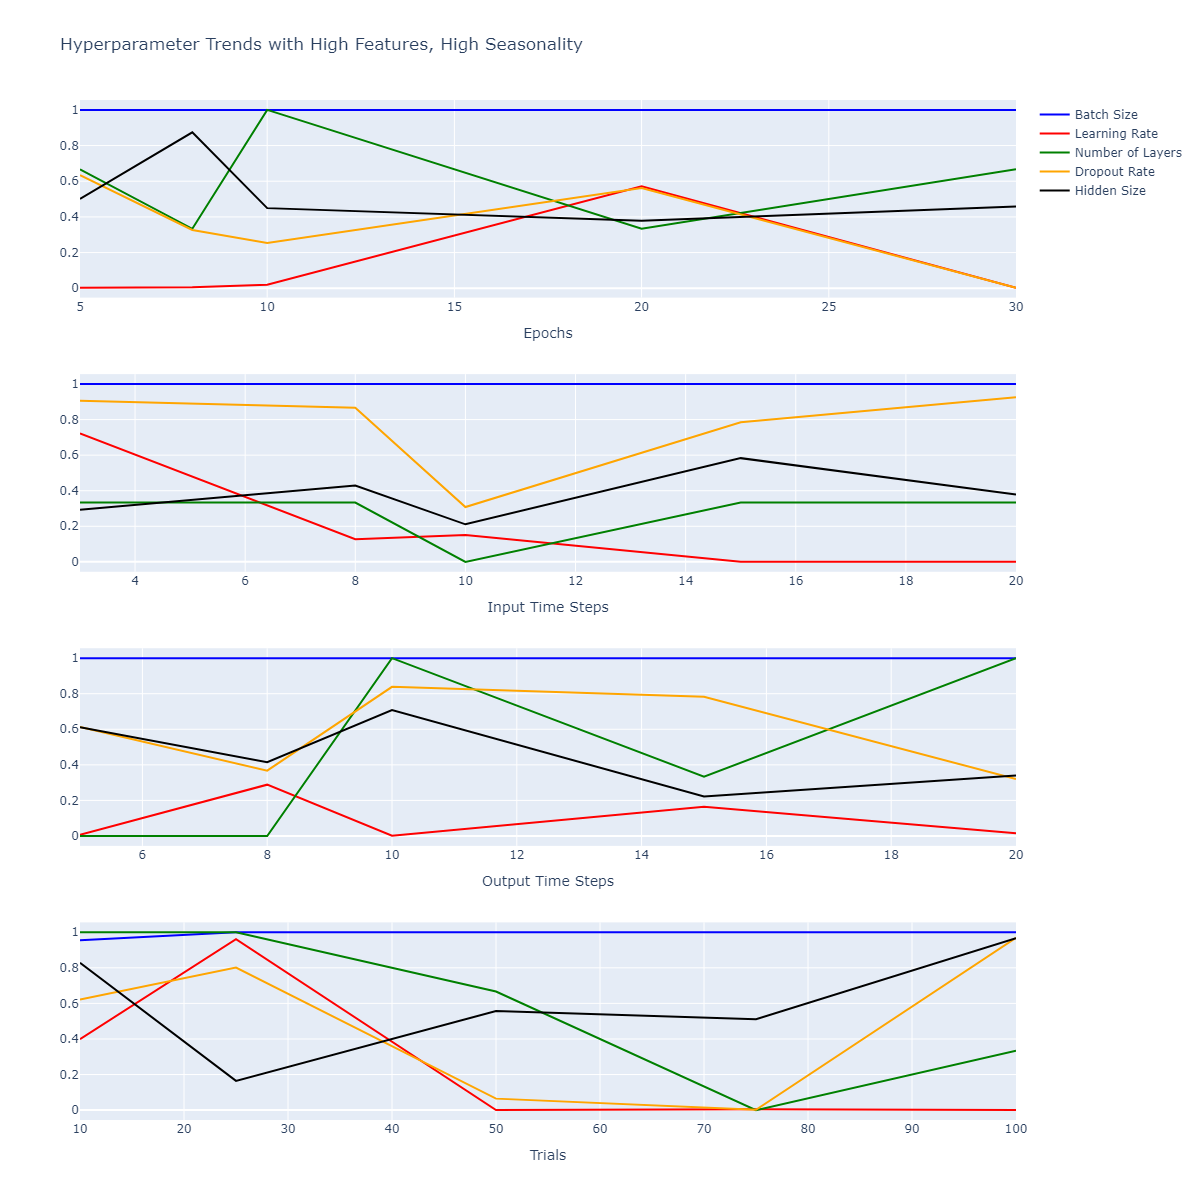 Hyperparameter Trends with High Features, High Seasonality
Batch Size
Learning Rate
Number of Layers
Dropout Rate
Hidden Size
1
0.8
0.6
0.4
0.2
0
5 10 15 20 25 30
Epochs
1
0.8
0.6
0.4
0.2
0
4 6 8 10 12 14 16 18 20
Input Time Steps
1
0.8
0.6
0.4
0.2
0
6 8 10 12 14 16 18 20
Output Time Steps
1
0.8
0.6
0.4
0.2
0
10 20 30 40 50 60 70 80 90 100
Trials